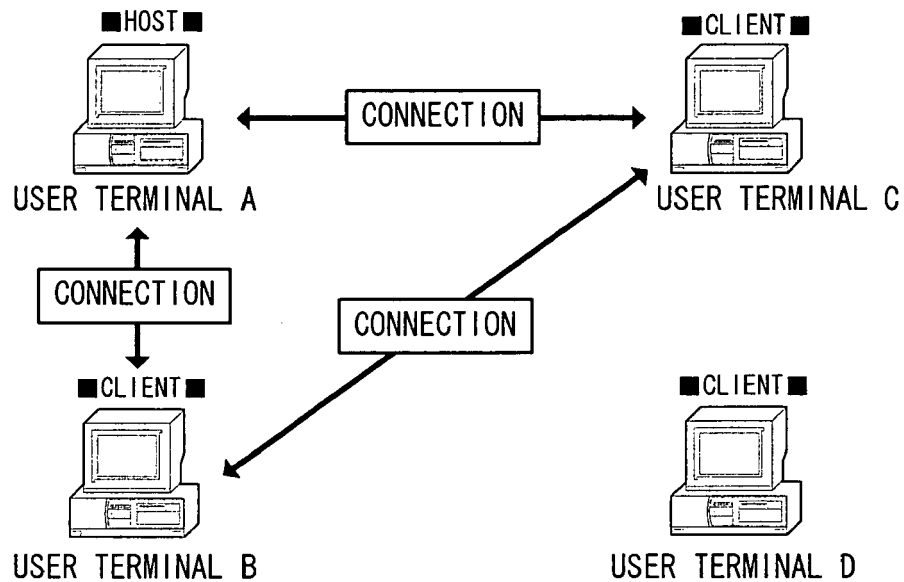 ■HOST■
■CLIENT■
CONNECTION
USER TERMINAL A
USER TERMINAL C
CONNECTION
CONNECTION
■CLIENT■
■CLIENT■
USER TERMINAL B
USER TERMINAL D